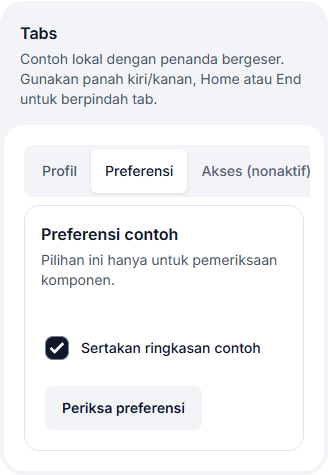 Tabs
Contoh lokal dengan penanda bergeser.
Gunakan panah kiri/kanan, Home atau End
untuk berpindah tab.
Profil Preferensi Akses (nonaktif)
Preferensi contoh
Pilihan ini hanya untuk pemeriksaan
komponen.
Sertakan ringkasan contoh
Periksa preferensi